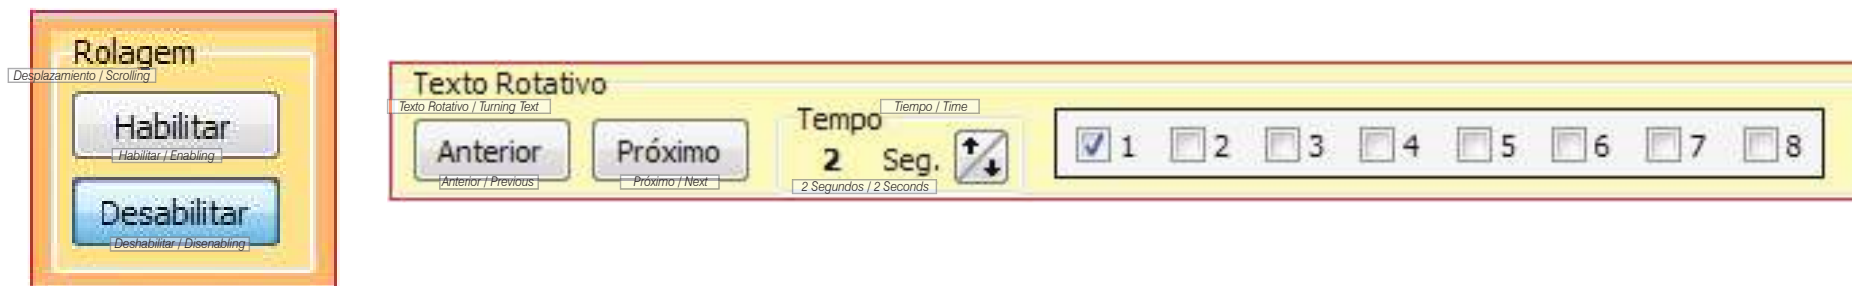 Rolagem
Desplazamiento / Scrolling
Habilitar
Habilitar / Enabling
Desabilitar
Deshabilitar / Disenabling
Texto Rotativo
Texto Rotativo / Turning Text
Anterior
Anterior / Previous
Próximo
Próximo / Next
Tempo
Tiempo / Time
2 Seg.
2 Segundos / 2 Seconds
1 2 3 4 5 6 7 8